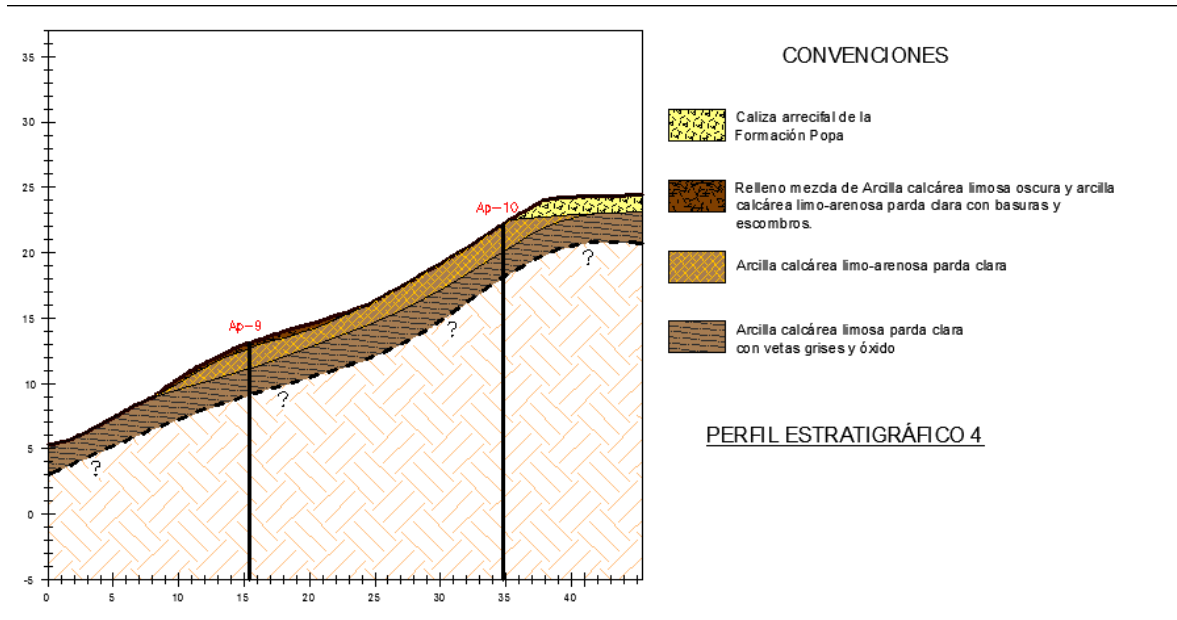 CONVENCIONES
Caliza arrecifal de la
Formación Popa
Relleno mezcla de Arcilla calcárea limosa oscura y arcilla
calcárea limo-arenosa parda clara con basuras y
escombros.
Arcilla calcárea limo-arenosa parda clara
Arcilla calcárea limosa parda clara
con vetas grises y óxido
PERFIL ESTRATIGRÁFICO 4
35
30
25
20
15
10
5
0
-5
0 5 10 15 20 25 30 35 40
Ap-10
Ap-9
?
?
?
?